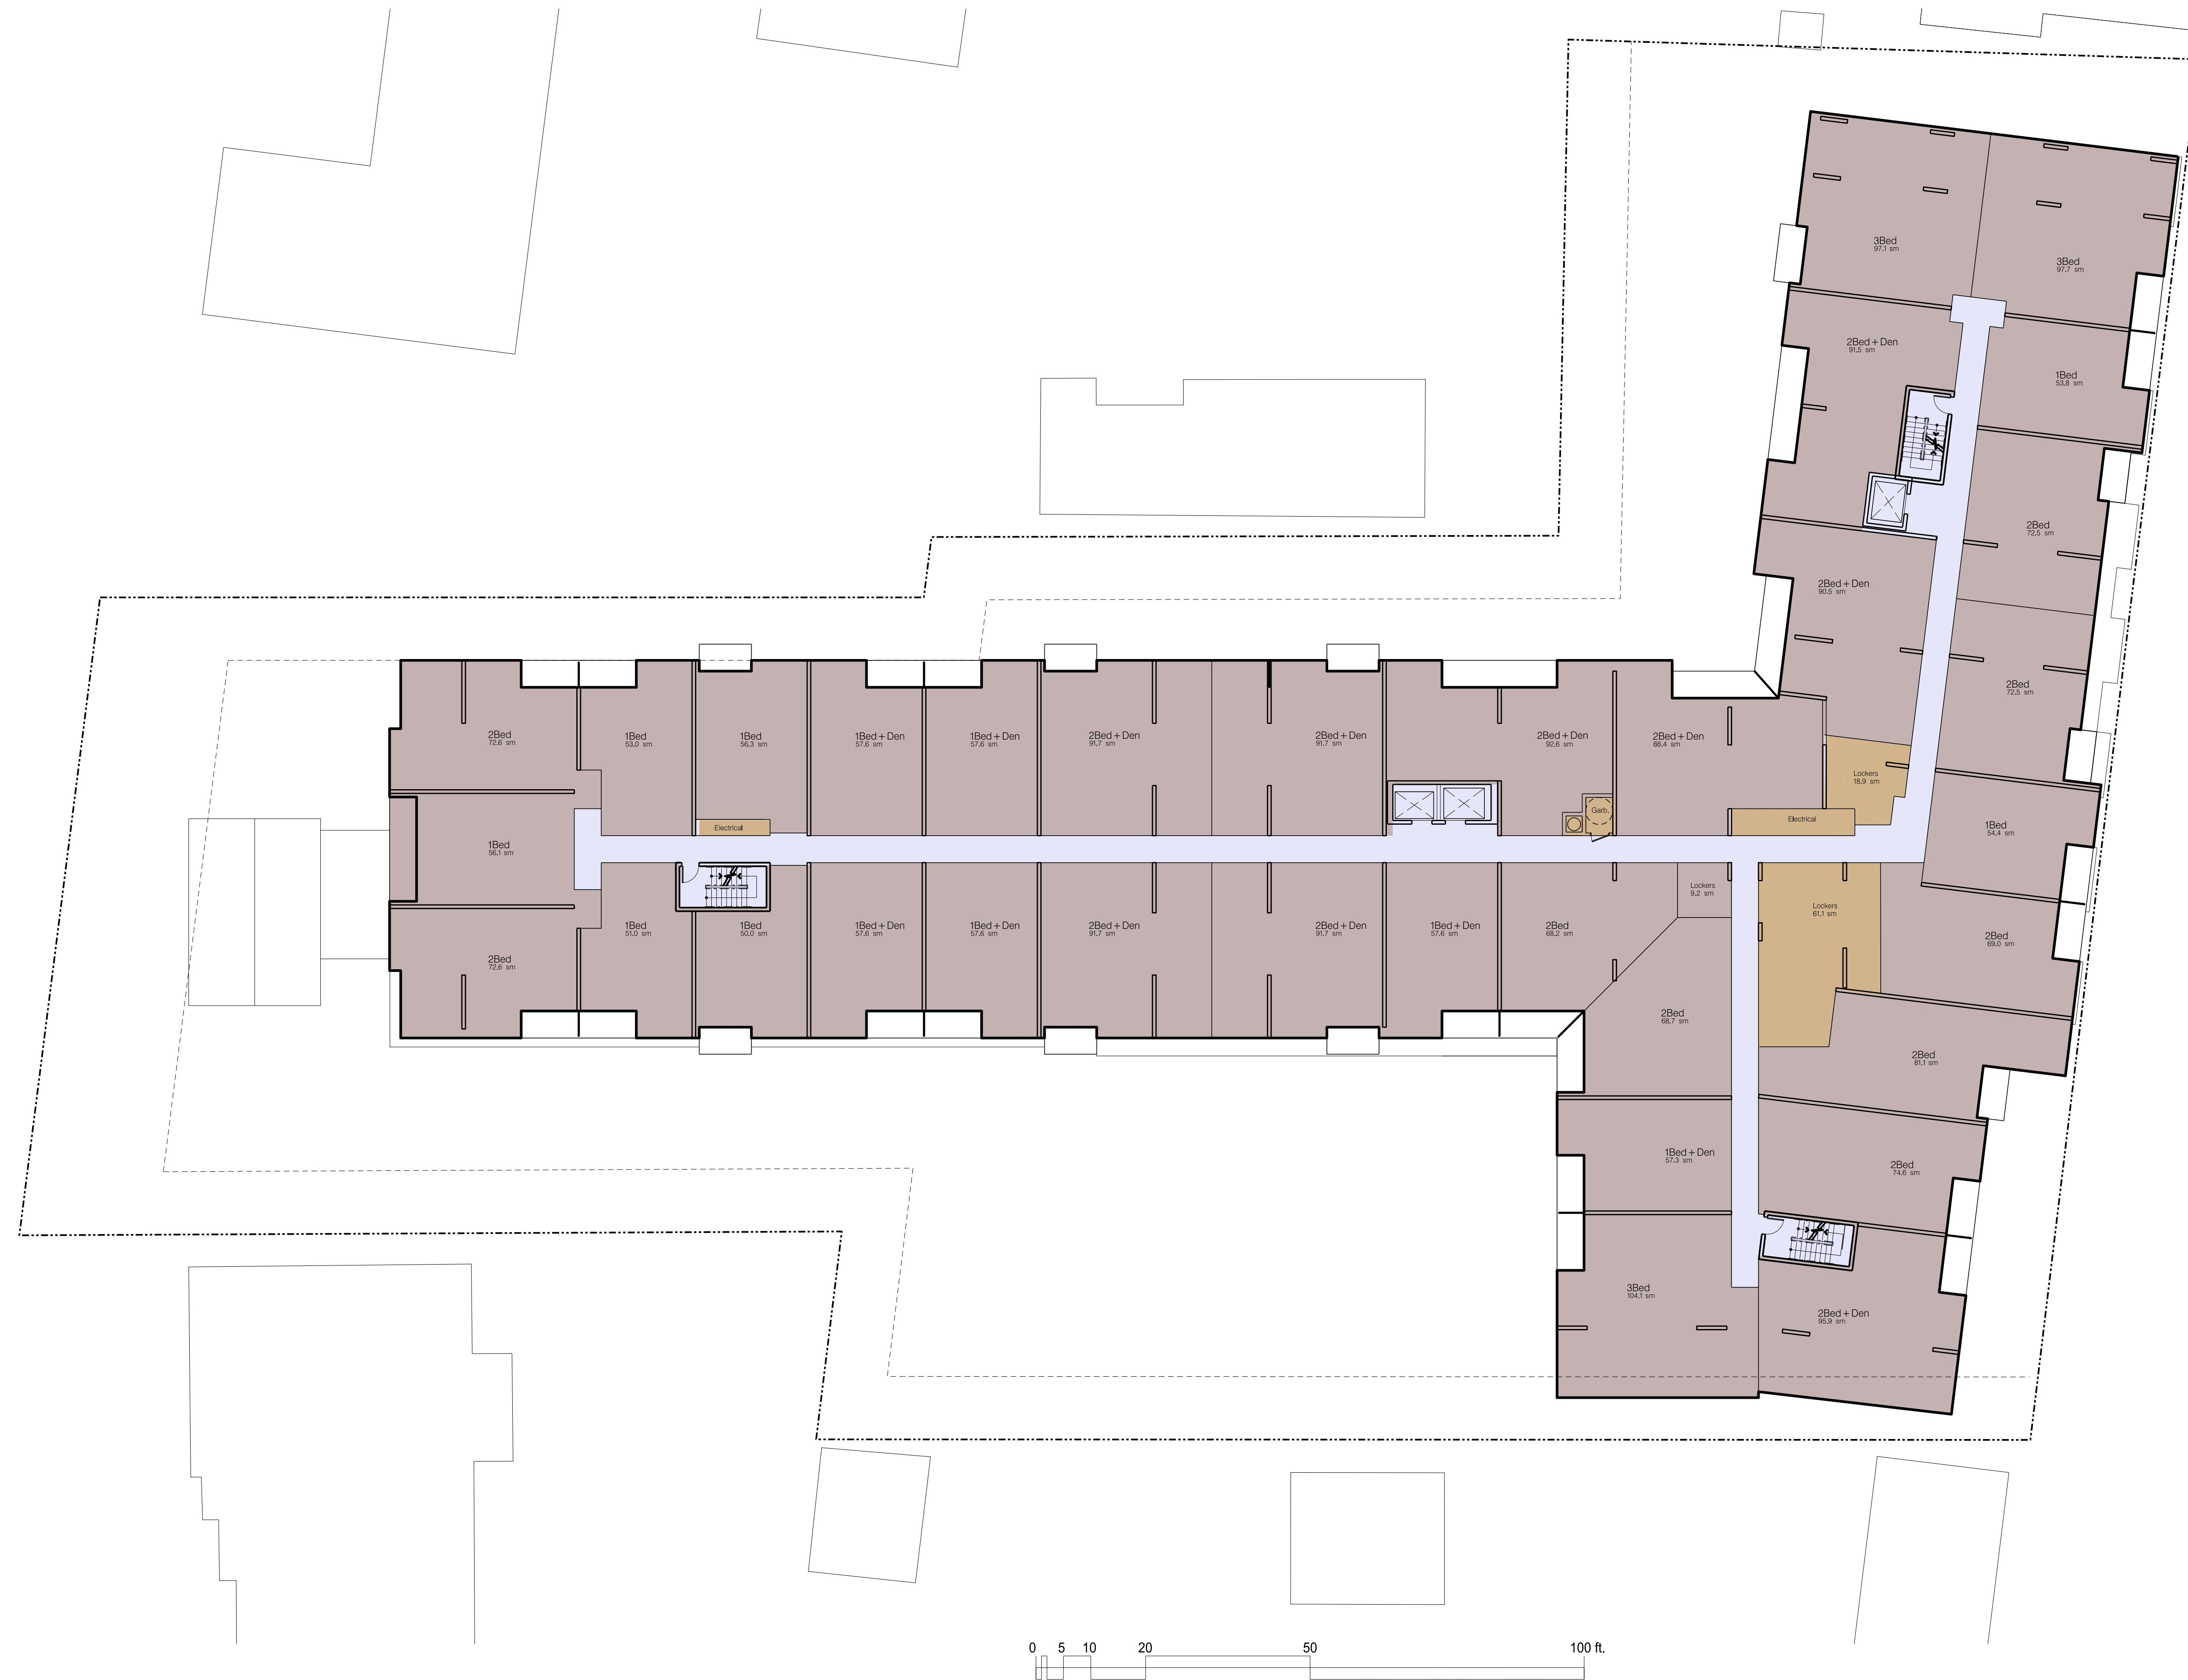 3Bed
97.1 sm
3Bed
97.7 sm
2Bed+Den
91.5 sm
1Bed
53.8 sm
2Bed
72.5 sm
2Bed+Den
90.5 sm
2Bed
72.5 sm
2Bed
72.6 sm
1Bed
53.0 sm
1Bed
56.3 sm
1Bed+Den
57.6 sm
1Bed+Den
57.6 sm
2Bed+Den
91.7 sm
2Bed+Den
91.7 sm
2Bed+Den
92.6 sm
2Bed+Den
88.4 sm
Lockers
18.9 sm
Garb.
Electrical
Electrical
1Bed
54.4 sm
1Bed
56.1 sm
Lockers
9.2 sm
Lockers
61.1 sm
2Bed
72.6 sm
1Bed
51.0 sm
1Bed
50.0 sm
1Bed+Den
57.6 sm
1Bed+Den
57.6 sm
2Bed+Den
91.7 sm
2Bed+Den
91.7 sm
1Bed+Den
57.6 sm
2Bed
68.2 sm
2Bed
69.0 sm
2Bed
68.7 sm
2Bed
81.1 sm
1Bed+Den
57.3 sm
2Bed
74.6 sm
3Bed
104.1 sm
2Bed+Den
95.9 sm
0 5 10 20 50 100 ft.